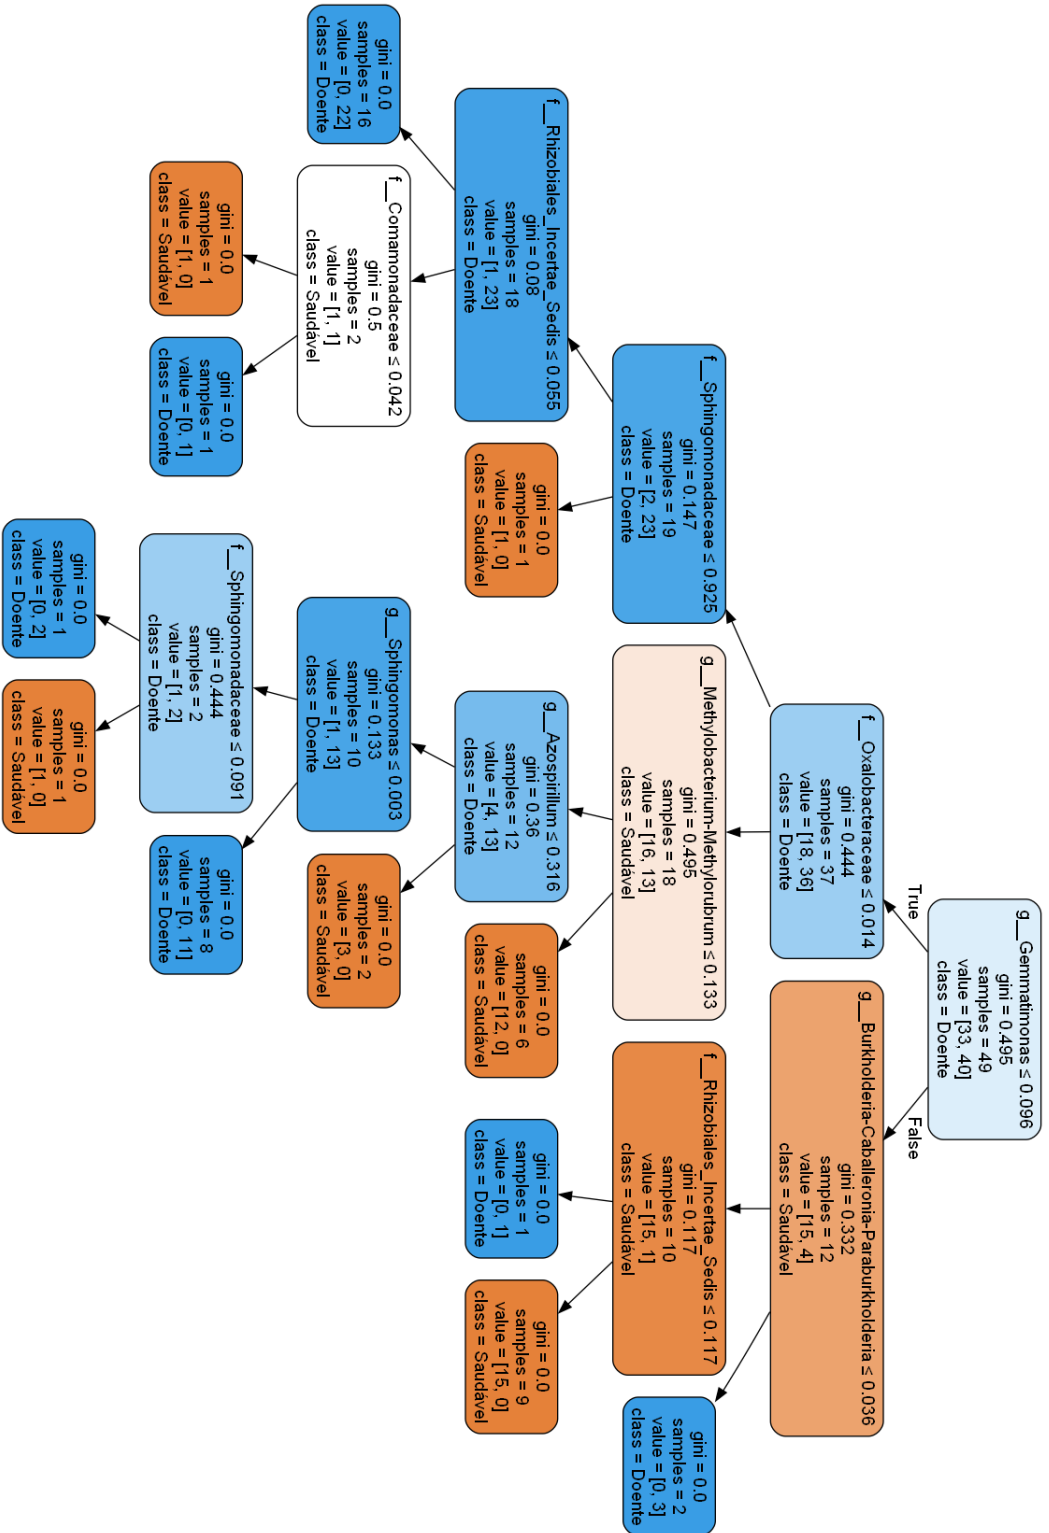 g__Gemmatimonas ≤ 0.096
gini = 0.495
samples = 49
value = [33, 40]
class = Doente
True
False
f__Oxalobacteraceae ≤ 0.014
gini = 0.444
samples = 37
value = [18, 36]
class = Doente
g__Burkholderia-Caballeronia-Paraburkholderia ≤ 0.036
gini = 0.332
samples = 12
value = [15, 4]
class = Saudável
f__Sphingomonadaceae ≤ 0.925
gini = 0.147
samples = 19
value = [2, 23]
class = Doente
g__Methylobacterium-Methylorubrum ≤ 0.133
gini = 0.495
samples = 18
value = [16, 13]
class = Saudável
f__Rhizobiales_Incertae_Sedis ≤ 0.117
gini = 0.117
samples = 10
value = [15, 1]
class = Saudável
gini = 0.0
samples = 2
value = [0, 3]
class = Doente
f__Rhizobiales_Incertae_Sedis ≤ 0.055
gini = 0.08
samples = 18
value = [1, 23]
class = Doente
gini = 0.0
samples = 1
value = [1, 0]
class = Saudável
g__Azospirillum ≤ 0.316
gini = 0.36
samples = 12
value = [4, 13]
class = Doente
gini = 0.0
samples = 6
value = [12, 0]
class = Saudável
gini = 0.0
samples = 1
value = [0, 1]
class = Doente
gini = 0.0
samples = 9
value = [15, 0]
class = Saudável
gini = 0.0
samples = 16
value = [0, 22]
class = Doente
f__Comamonadaceae ≤ 0.042
gini = 0.5
samples = 2
value = [1, 1]
class = Saudável
g__Sphingomonas ≤ 0.003
gini = 0.133
samples = 10
value = [1, 13]
class = Doente
gini = 0.0
samples = 2
value = [3, 0]
class = Saudável
gini = 0.0
samples = 1
value = [1, 0]
class = Saudável
gini = 0.0
samples = 1
value = [0, 1]
class = Doente
f__Sphingomonadaceae ≤ 0.091
gini = 0.444
samples = 2
value = [1, 2]
class = Doente
gini = 0.0
samples = 8
value = [0, 11]
class = Doente
gini = 0.0
samples = 1
value = [0, 2]
class = Doente
gini = 0.0
samples = 1
value = [1, 0]
class = Saudável